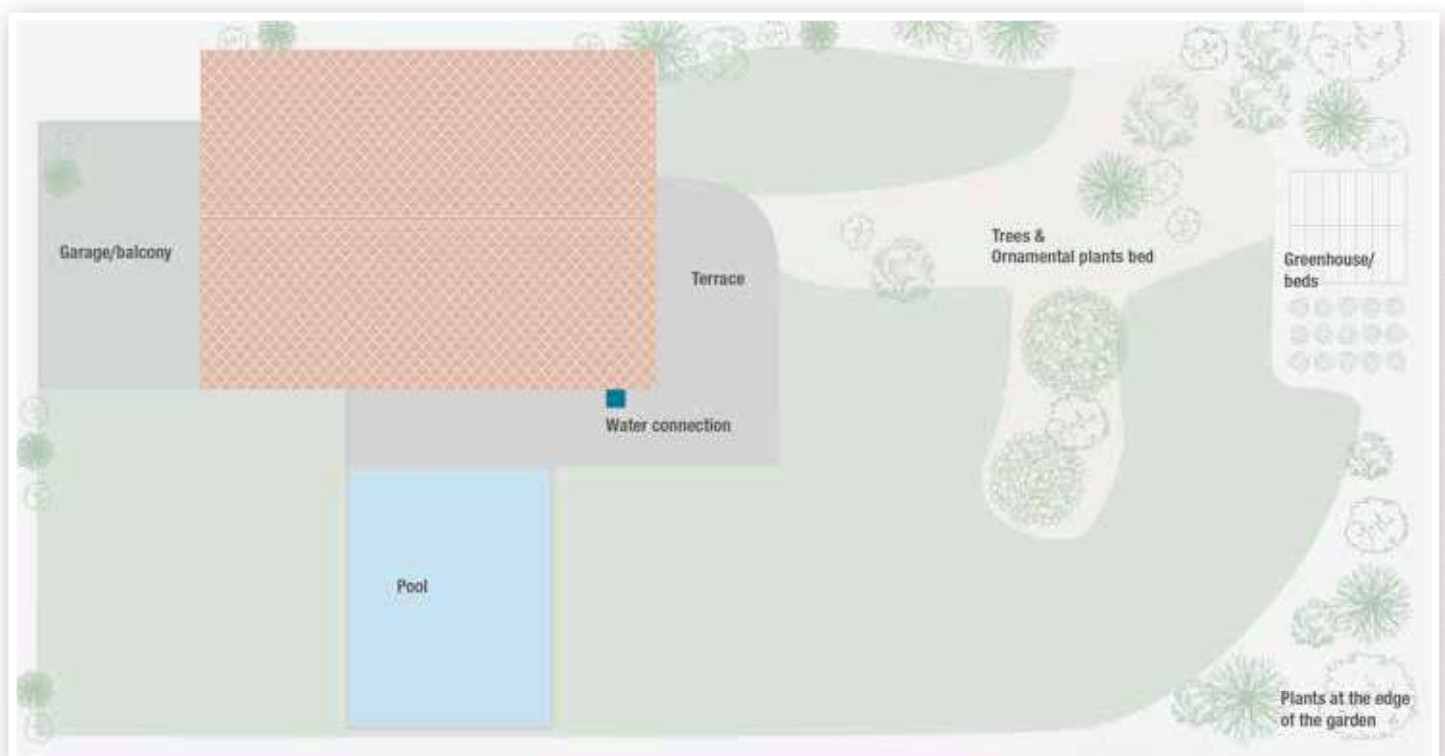 Garage/balcony
Terrace
Trees &
Ornamental plants bed
Greenhouse/
beds
Water connection
Pool
Plants at the edge
of the garden